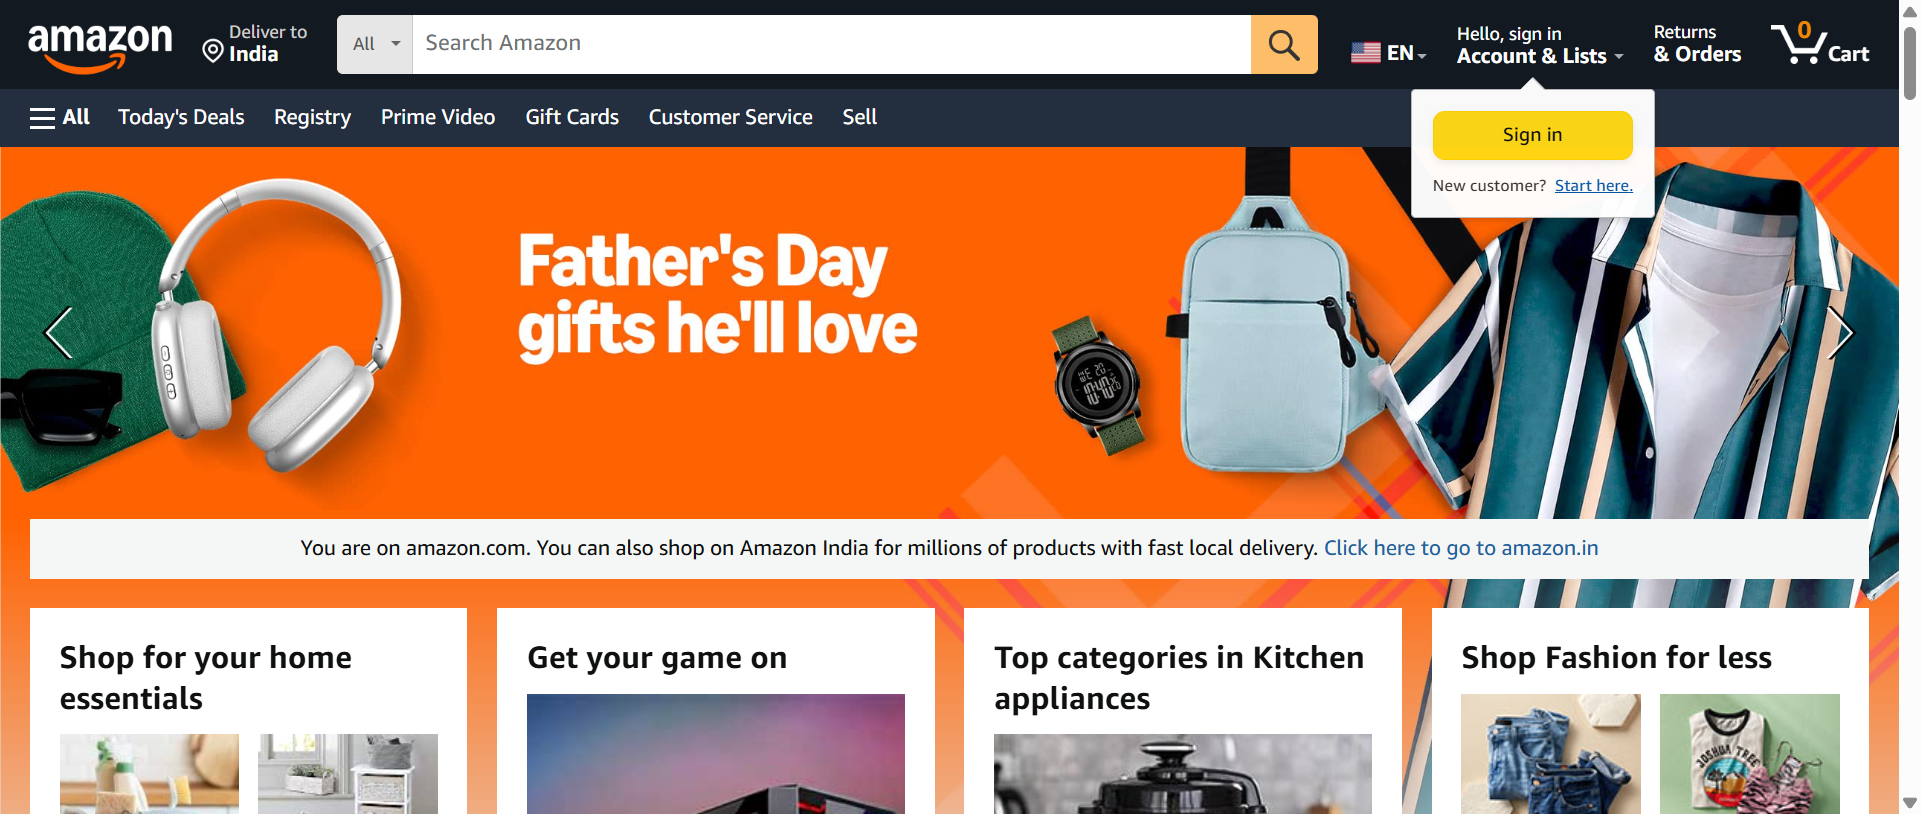 amazon
Deliver to
India
All
Search Amazon
EN
Hello, sign in
Account & Lists
Returns
& Orders
0
Cart
All
Today's Deals
Registry
Prime Video
Gift Cards
Customer Service
Sell
Sign in
New customer? Start here.
Father's Day
gifts he'll love
10:40
You are on amazon.com. You can also shop on Amazon India for millions of products with fast local delivery. Click here to go to amazon.in
Shop for your home
essentials
Get your game on
Top categories in Kitchen
appliances
Shop Fashion for less
JOSHUA TREE